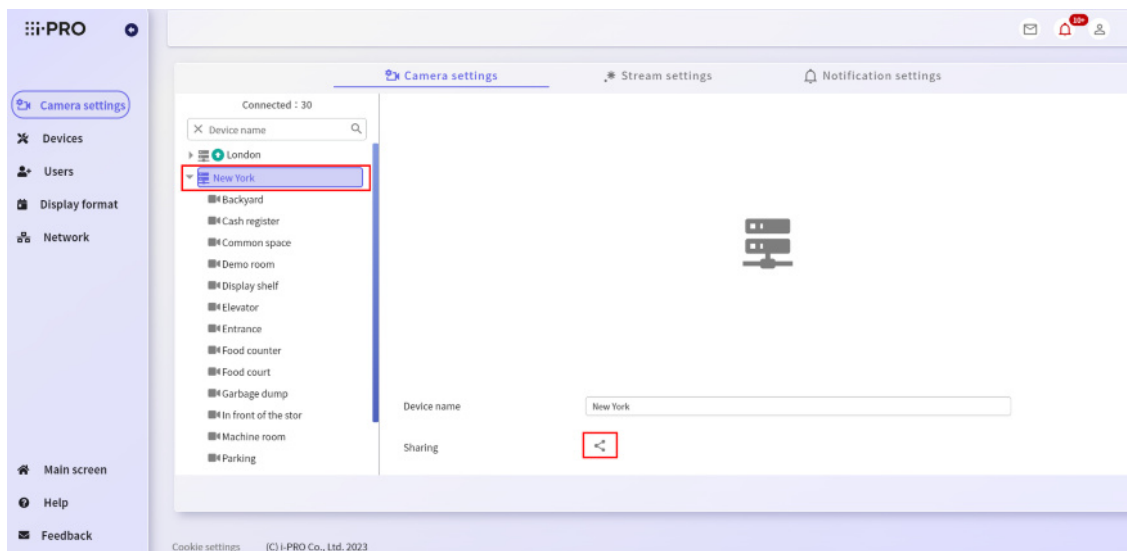 i-PRO
10+
Camera settings
Devices
Users
Display format
Network
Main screen
Help
Feedback
Camera settings
Stream settings
Notification settings
Connected : 30
Device name
London
New York
Backyard
Cash register
Common space
Demo room
Display shelf
Elevator
Entrance
Food counter
Food court
Garbage dump
In front of the stor
Machine room
Parking
Device name
New York
Sharing
Cookie settings (C) i-PRO Co., Ltd. 2023